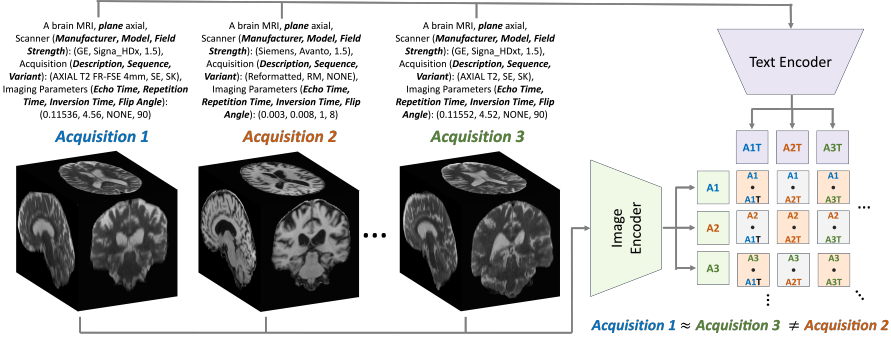 A brain MRI, plane axial,
Scanner (Manufacturer, Model, Field
Strength): (GE, Signa_HDx, 1.5),
Acquisition (Description, Sequence,
Variant): (AXIAL T2 FR-FSE 4mm, SE, SK),
Imaging Parameters (Echo Time, Repetition
Time, Inversion Time, Flip Angle):
(0.11536, 4.56, NONE, 90)
Acquisition 1
A brain MRI, plane axial,
Scanner (Manufacturer, Model, Field
Strength): (Siemens, Avanto, 1.5),
Acquisition (Description, Sequence,
Variant): (Reformatted, RM, NONE),
Imaging Parameters (Echo Time,
Repetition Time, Inversion Time, Flip
Angle): (0.003, 0.008, 1, 8)
Acquisition 2
A brain MRI, plane axial,
Scanner (Manufacturer, Model, Field
Strength): (GE, Signa_HDxt, 1.5),
Acquisition (Description, Sequence,
Variant): (AXIAL T2, SE, SK),
Imaging Parameters (Echo Time,
Repetition Time, Inversion Time, Flip
Angle): (0.11552, 4.52, NONE, 90)
Acquisition 3
...
Text Encoder
Image
Encoder
A1T A2T A3T
A1
A1 • A1T
A1 • A2T
A1 • A3T
...
A2
A2 • A1T
A2 • A2T
A2 • A3T
A3
A3 • A1T
A3 • A2T
A3 • A3T
Acquisition 1 ≈ Acquisition 3 ≠ Acquisition 2